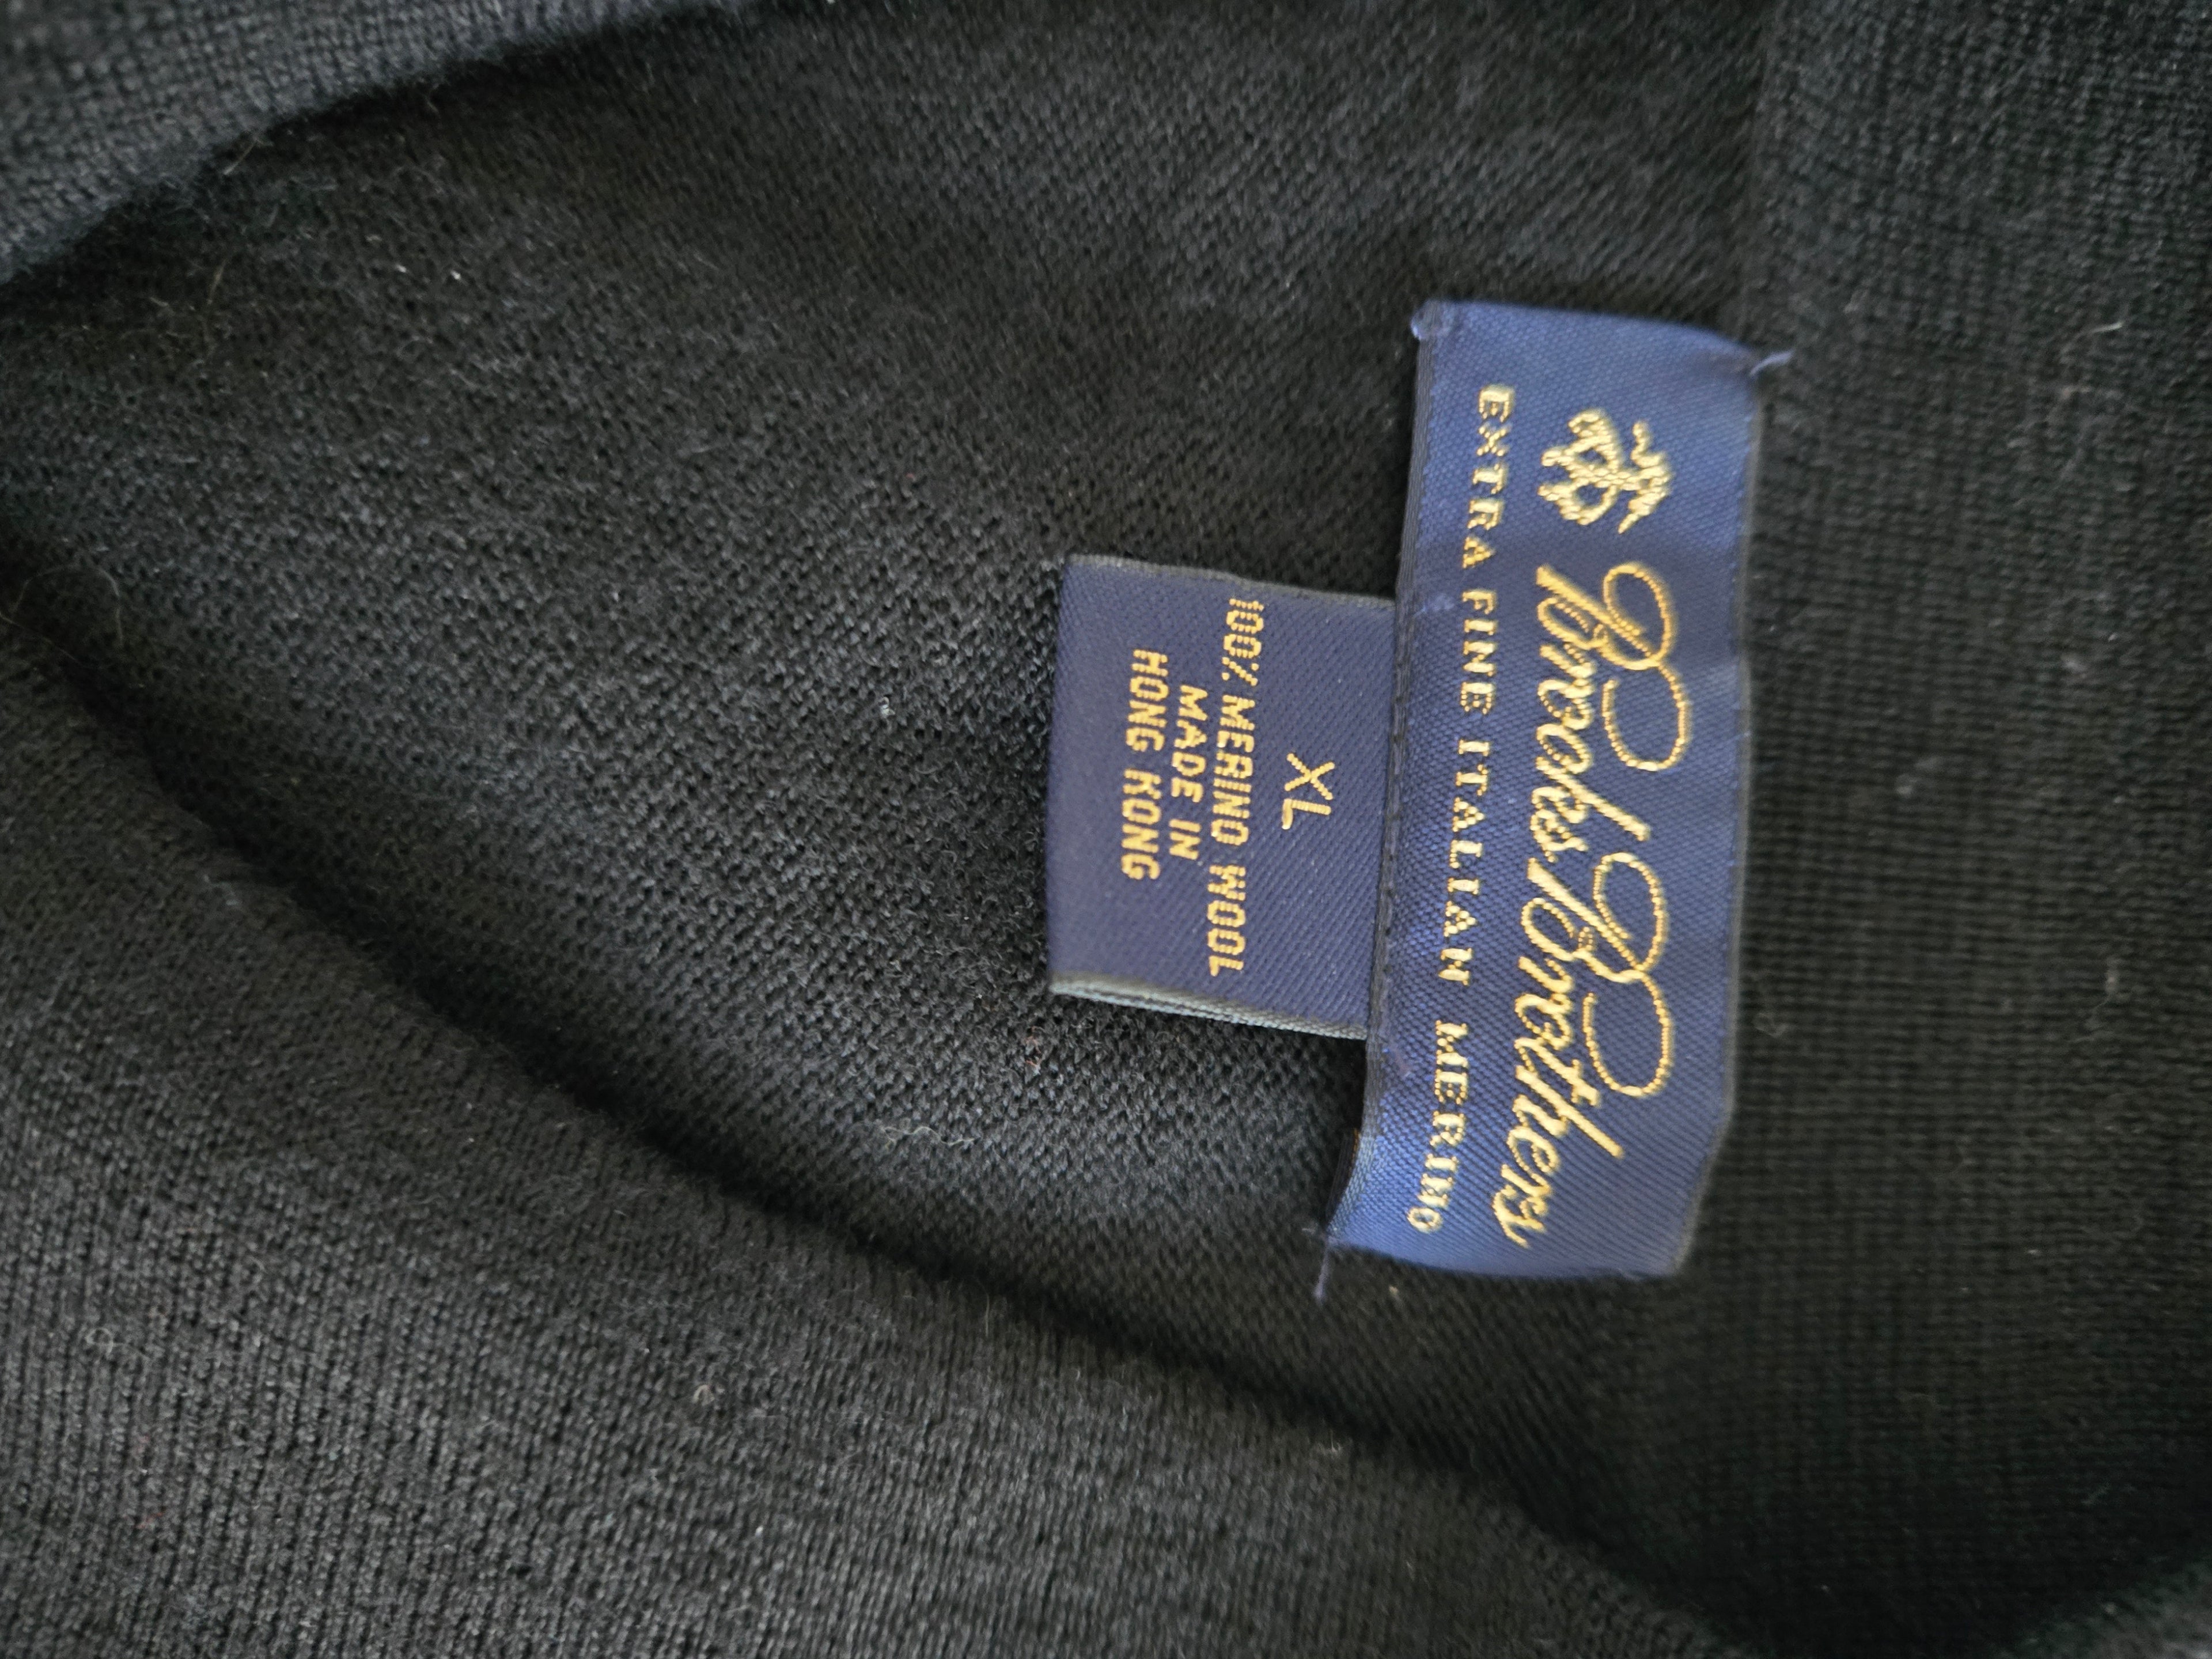 Brooks Brothers
EXTRA FINE ITALIAN MERINO
XL
100% MERINO WOOL
MADE IN
HONG KONG